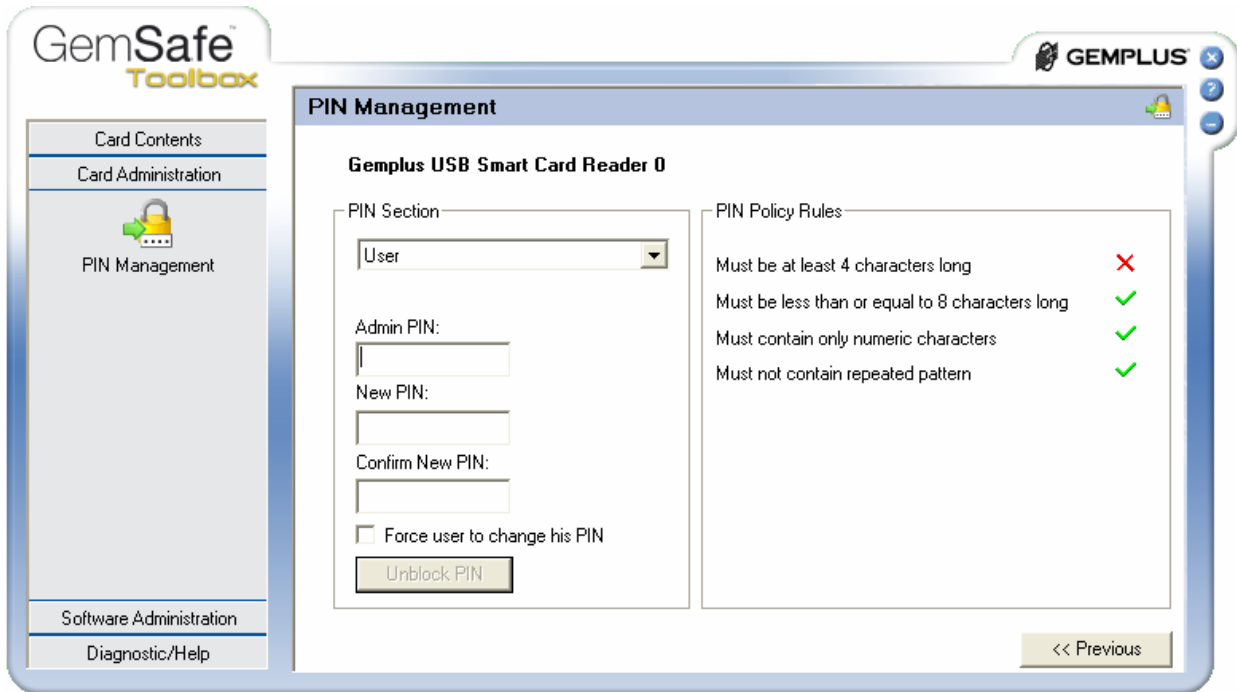 GemSafe™
Toolbox
GEMPLUS
PIN Management
Card Contents
Card Administration
PIN Management
Software Administration
Diagnostic/Help
Gemplus USB Smart Card Reader 0
PIN Section
User
Admin PIN:
New PIN:
Confirm New PIN:
Force user to change his PIN
Unblock PIN
PIN Policy Rules
Must be at least 4 characters long
Must be less than or equal to 8 characters long
Must contain only numeric characters
Must not contain repeated pattern
<< Previous